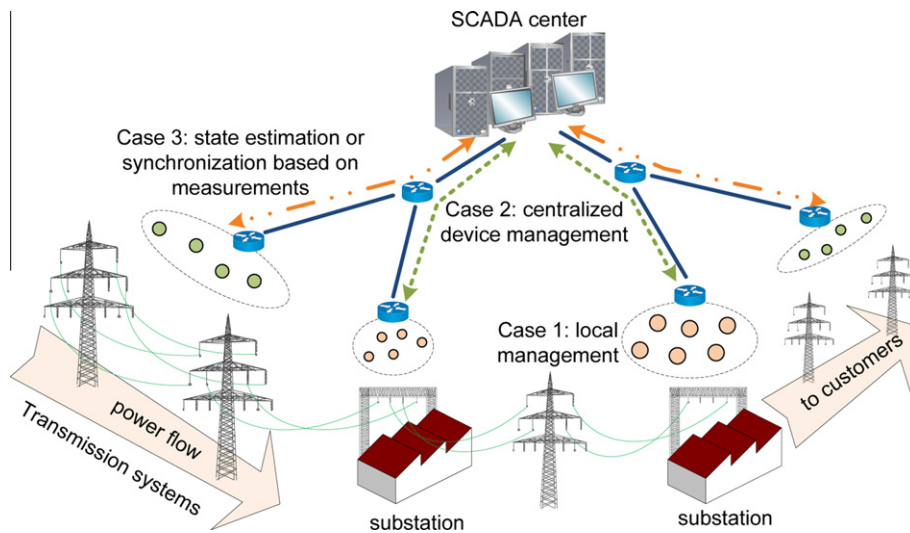 SCADA center
Case 3: state estimation or
synchronization based on
measurements
Case 2: centralized
device management
Case 1: local
management
power flow
Transmission systems
to customers
substation
substation